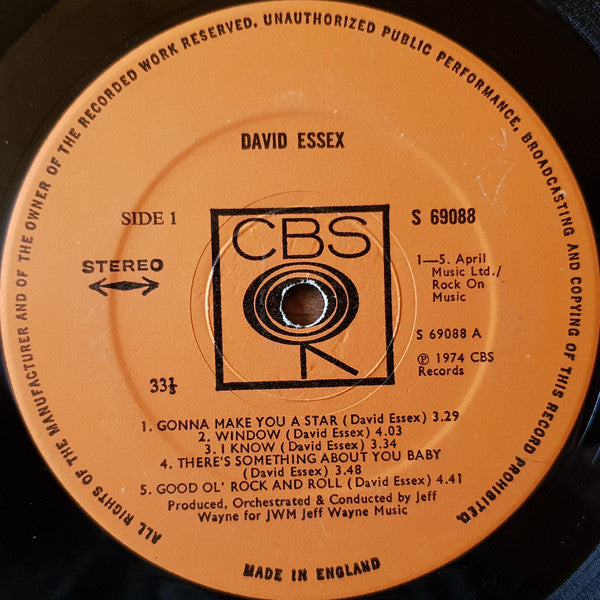 ALL RIGHTS OF THE MANUFACTURER AND OF THE OWNER OF THE RECORDED WORK RESERVED. UNAUTHORIZED PUBLIC PERFORMANCE, BROADCASTING AND COPYING OF THIS RECORD PROHIBITED.
DAVID ESSEX
SIDE 1
CBS
S 69088
STEREO
1—5. April
Music Ltd./
Rock On
Music
S 69088 A
℗ 1974 CBS
Records
33⅓
1. GONNA MAKE YOU A STAR (David Essex) 3.29
2. WINDOW (David Essex) 4.03
3. I KNOW (David Essex) 3.34
4. THERE'S SOMETHING ABOUT YOU BABY
(David Essex) 3.48
5. GOOD OL' ROCK AND ROLL (David Essex) 4.41
Produced, Orchestrated & Conducted by Jeff
Wayne for JWM Jeff Wayne Music
MADE IN ENGLAND